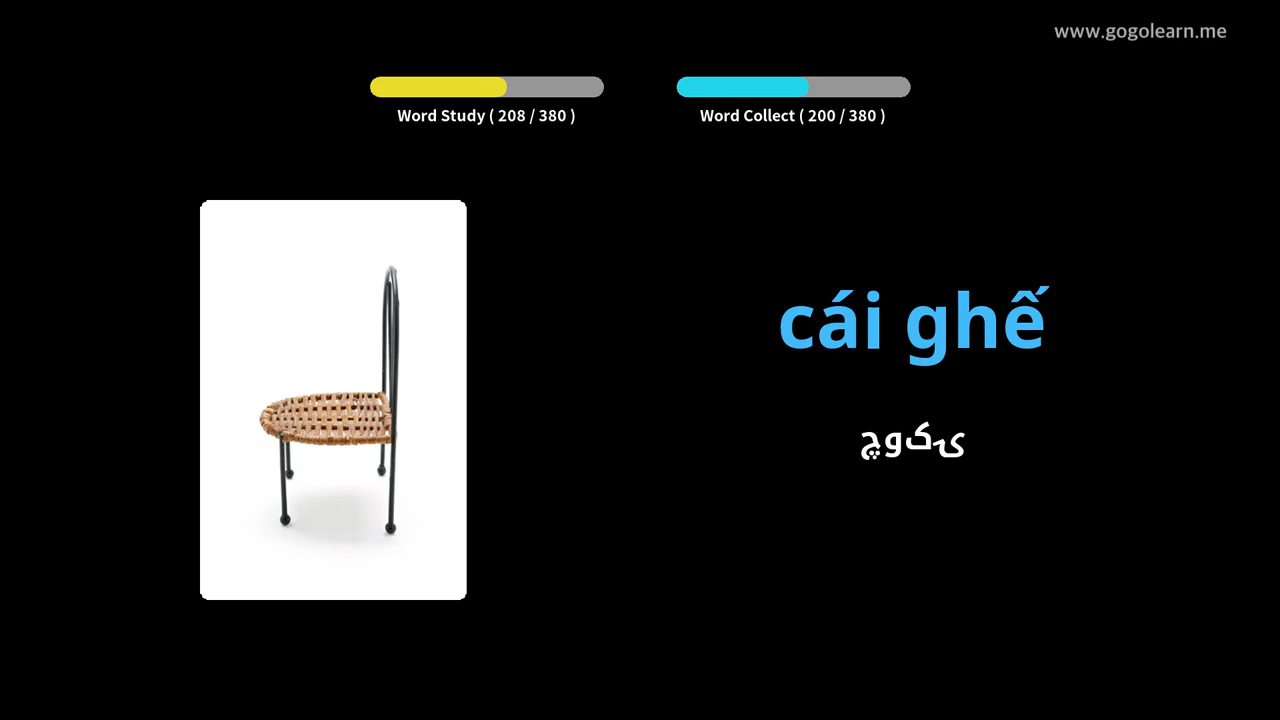 www.gogolearn.me
Word Study ( 208 / 380 )
Word Collect ( 200 / 380 )
cái ghế
چوکی